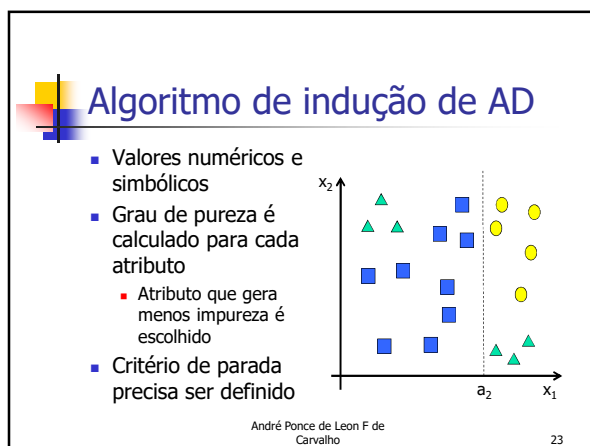 Algoritmo de indução de AD
Valores numéricos e
simbólicos
Grau de pureza é
calculado para cada
atributo
Atributo que gera
menos impureza é
escolhido
Critério de parada
precisa ser definido
x₂
a₂
x₁
André Ponce de Leon F de
Carvalho
23